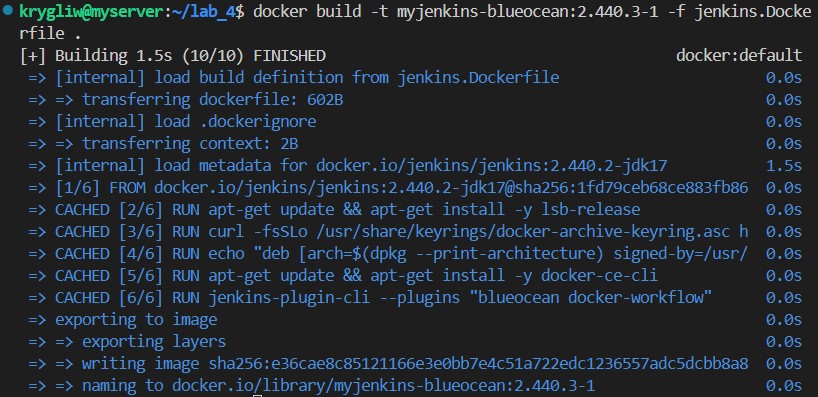 krygliw@myserver:~/lab_4$ docker build -t myjenkins-blueocean:2.440.3-1 -f jenkins.Docke
rfile .
[+] Building 1.5s (10/10) FINISHED docker:default
=> [internal] load build definition from jenkins.Dockerfile 0.0s
=> => transferring dockerfile: 602B 0.0s
=> [internal] load .dockerignore 0.0s
=> => transferring context: 2B 0.0s
=> [internal] load metadata for docker.io/jenkins/jenkins:2.440.2-jdk17 1.5s
=> [1/6] FROM docker.io/jenkins/jenkins:2.440.2-jdk17@sha256:1fd79ceb68ce883fb86 0.0s
=> CACHED [2/6] RUN apt-get update && apt-get install -y lsb-release 0.0s
=> CACHED [3/6] RUN curl -fsSLo /usr/share/keyrings/docker-archive-keyring.asc h 0.0s
=> CACHED [4/6] RUN echo "deb [arch=$(dpkg --print-architecture) signed-by=/usr/ 0.0s
=> CACHED [5/6] RUN apt-get update && apt-get install -y docker-ce-cli 0.0s
=> CACHED [6/6] RUN jenkins-plugin-cli --plugins "blueocean docker-workflow" 0.0s
=> exporting to image 0.0s
=> => exporting layers 0.0s
=> => writing image sha256:e36cae8c85121166e3e0bb7e4c51a722edc1236557adc5dcbb8a8 0.0s
=> => naming to docker.io/library/myjenkins-blueocean:2.440.3-1 0.0s